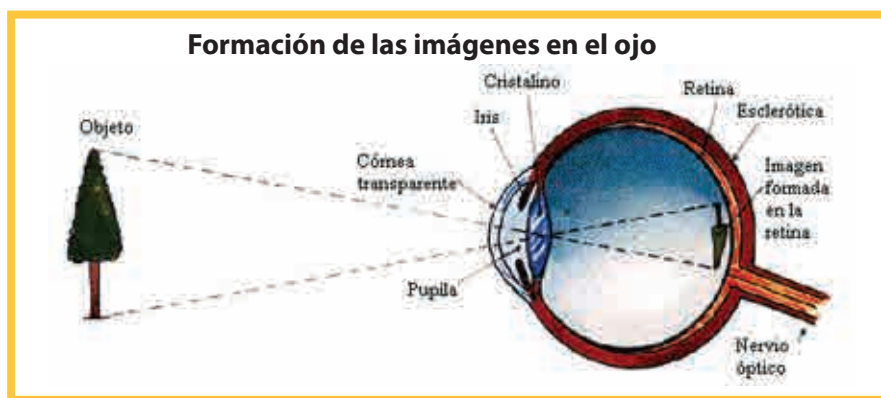 Formación de las imágenes en el ojo
Cristalino
Retina
Esclerótica
Iris
Objeto
Córnea
transparente
Imagen
formada
en la
retina
Pupila
Nervio
óptico